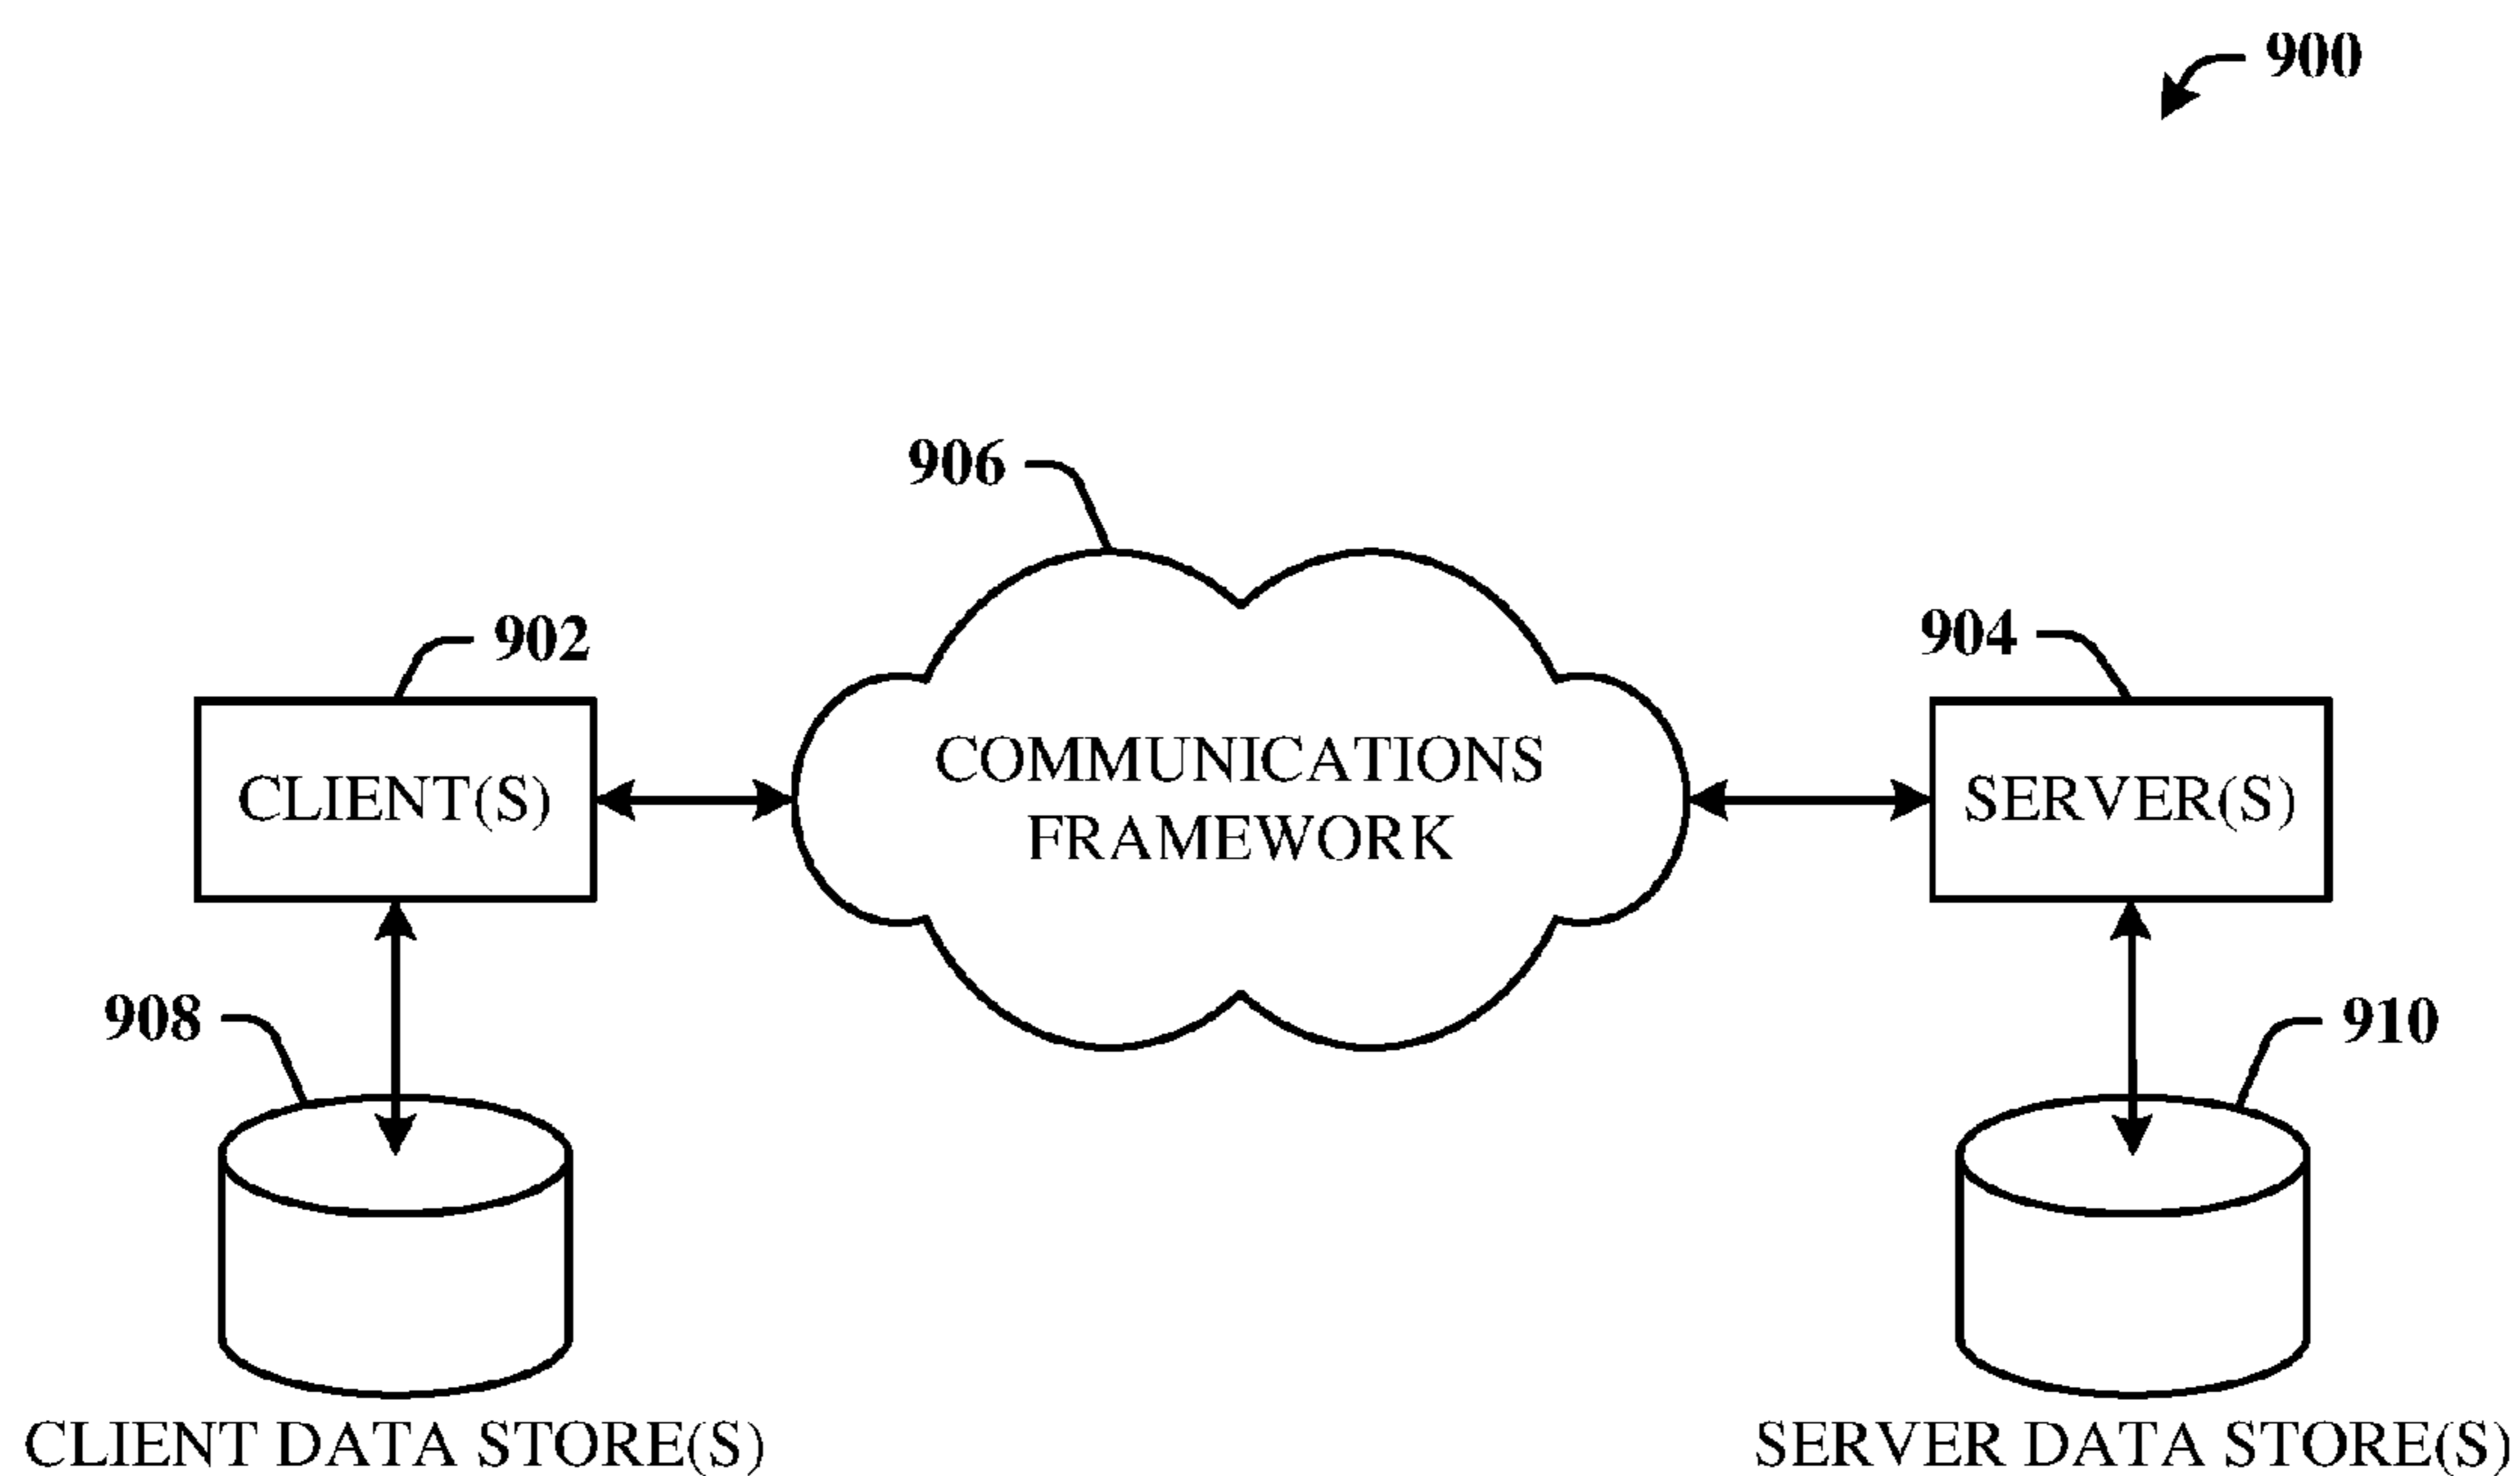 900
906
902
904
COMMUNICATIONS
FRAMEWORK
CLIENT(S)
SERVER(S)
908
910
CLIENT DATA STORE(S)
SERVER DATA STORE(S)